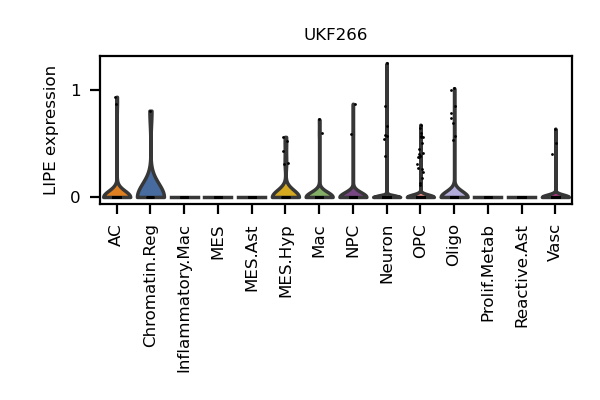 UKF266
LIPE expression
1
0
AC
Chromatin.Reg
Inflammatory.Mac
MES
MES.Ast
MES.Hyp
Mac
NPC
Neuron
OPC
Oligo
Prolif.Metab
Reactive.Ast
Vasc